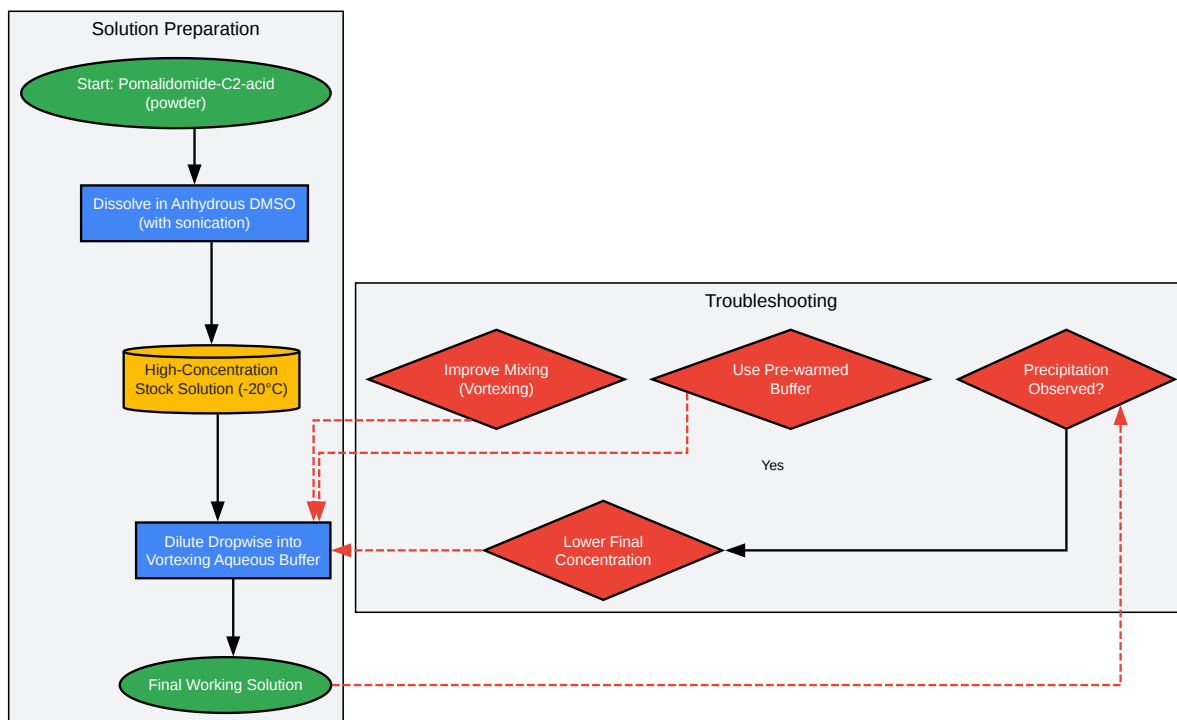 Solution Preparation
Start: Pomalidomide-C2-acid
(powder)
Dissolve in Anhydrous DMSO
(with sonication)
High-Concentration
Stock Solution (-20°C)
Dilute Dropwise into
Vortexing Aqueous Buffer
Final Working Solution
Troubleshooting
Improve Mixing
(Vortexing)
Use Pre-warmed
Buffer
Precipitation
Observed?
Yes
Lower Final
Concentration